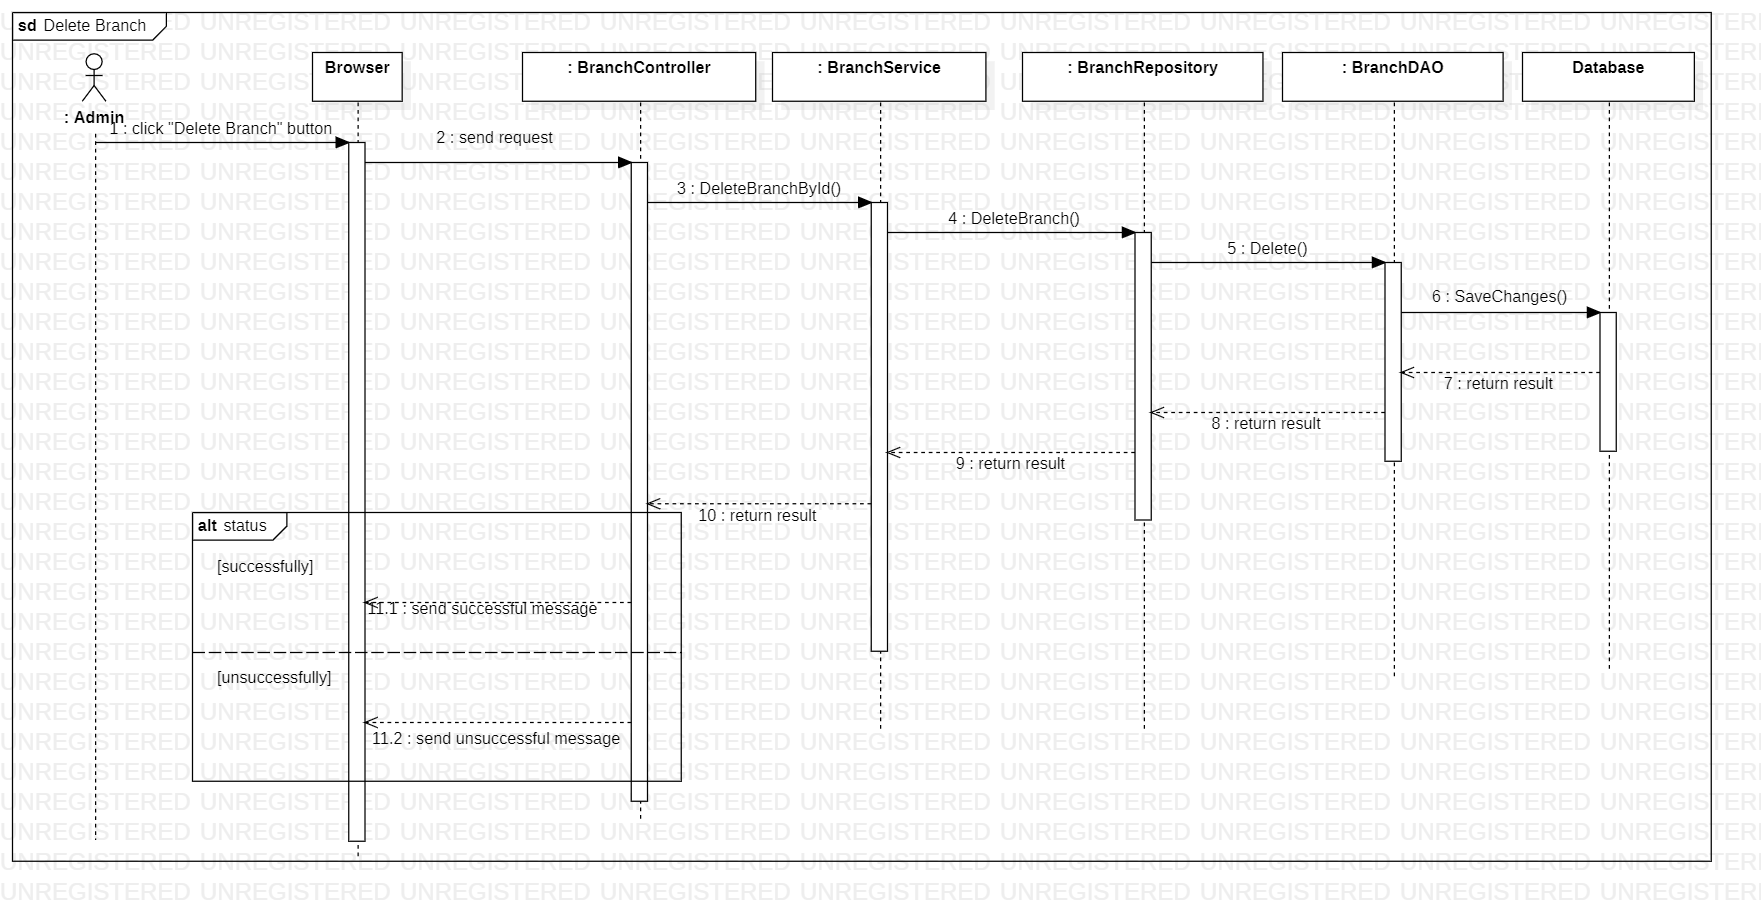 sd Delete Branch
: Admin
Browser
: BranchController
: BranchService
: BranchRepository
: BranchDAO
Database
1 : click "Delete Branch" button
2 : send request
3 : DeleteBranchById()
4 : DeleteBranch()
5 : Delete()
6 : SaveChanges()
7 : return result
8 : return result
9 : return result
10 : return result
alt status
[successfully]
11.1 : send successful message
[unsuccessfully]
11.2 : send unsuccessful message
UNREGISTERED